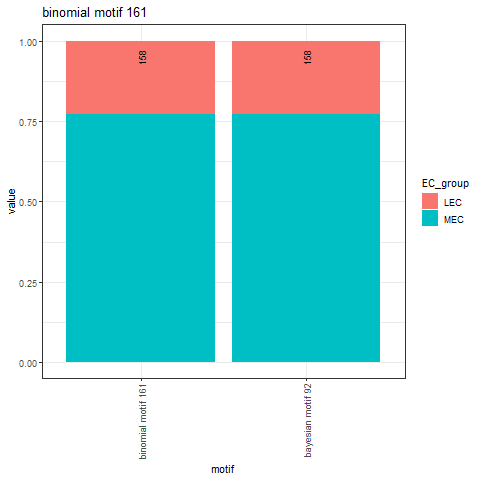 binomial motif 161
1.00
0.75
0.50
0.25
0.00
value
158
158
binomial motif 161
bayesian motif 92
motif
EC_group
LEC
MEC